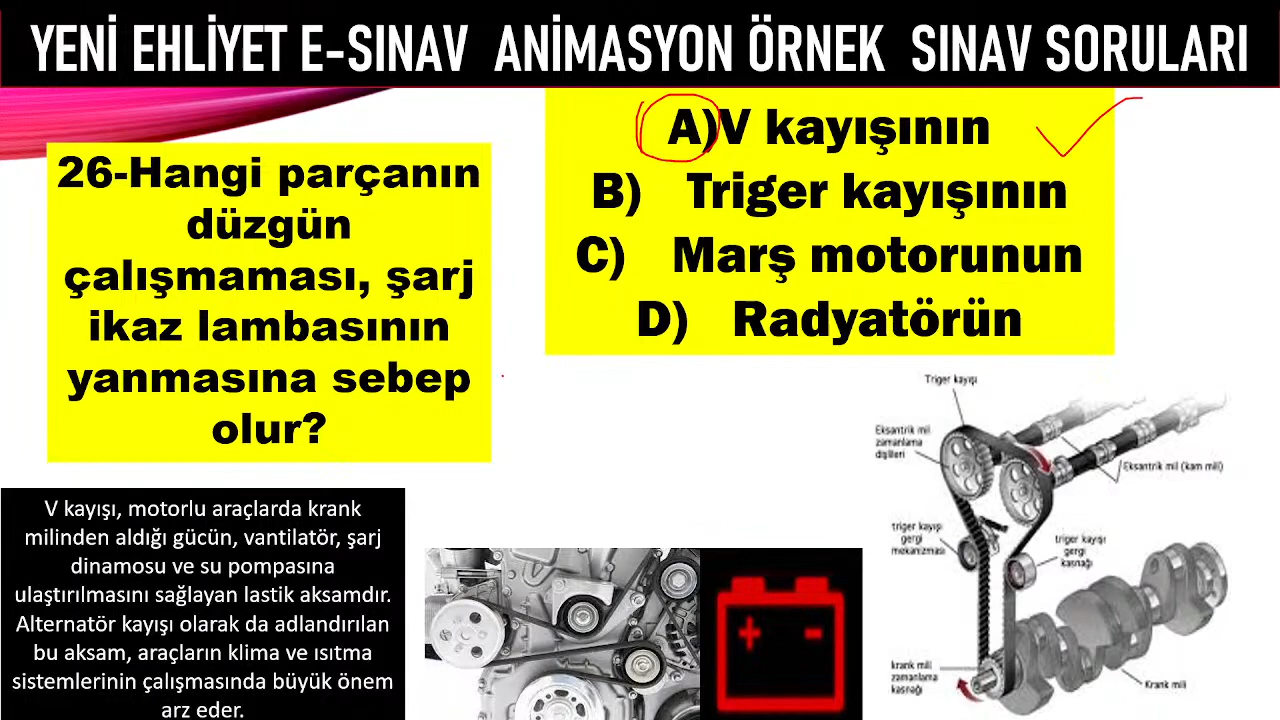 YENİ EHLİYET E-SINAV ANİMASYON ÖRNEK SINAV SORULARI
26-Hangi parçanın
düzgün
çalışmaması, şarj
ikaz lambasının
yanmasına sebep
olur?
A)V kayışının
B) Triger kayışının
C) Marş motorunun
D) Radyatörün
V kayışı, motorlu araçlarda krank
milinden aldığı gücün, vantilatör, şarj
dinamosu ve su pompasına
ulaştırılmasını sağlayan lastik aksamdır.
Alternatör kayışı olarak da adlandırılan
bu aksam, araçların klima ve ısıtma
sistemlerinin çalışmasında büyük önem
arz eder.
+ -
Triger kayışı
Eksantrik mil
zamanlama
dişlileri
Eksantrik mil (kam mili)
triger kayışı
gergi
mekanizması
triger kayışı
gergi
kasnağı
krank mil
zamanlama
kasnağı
Krank mili